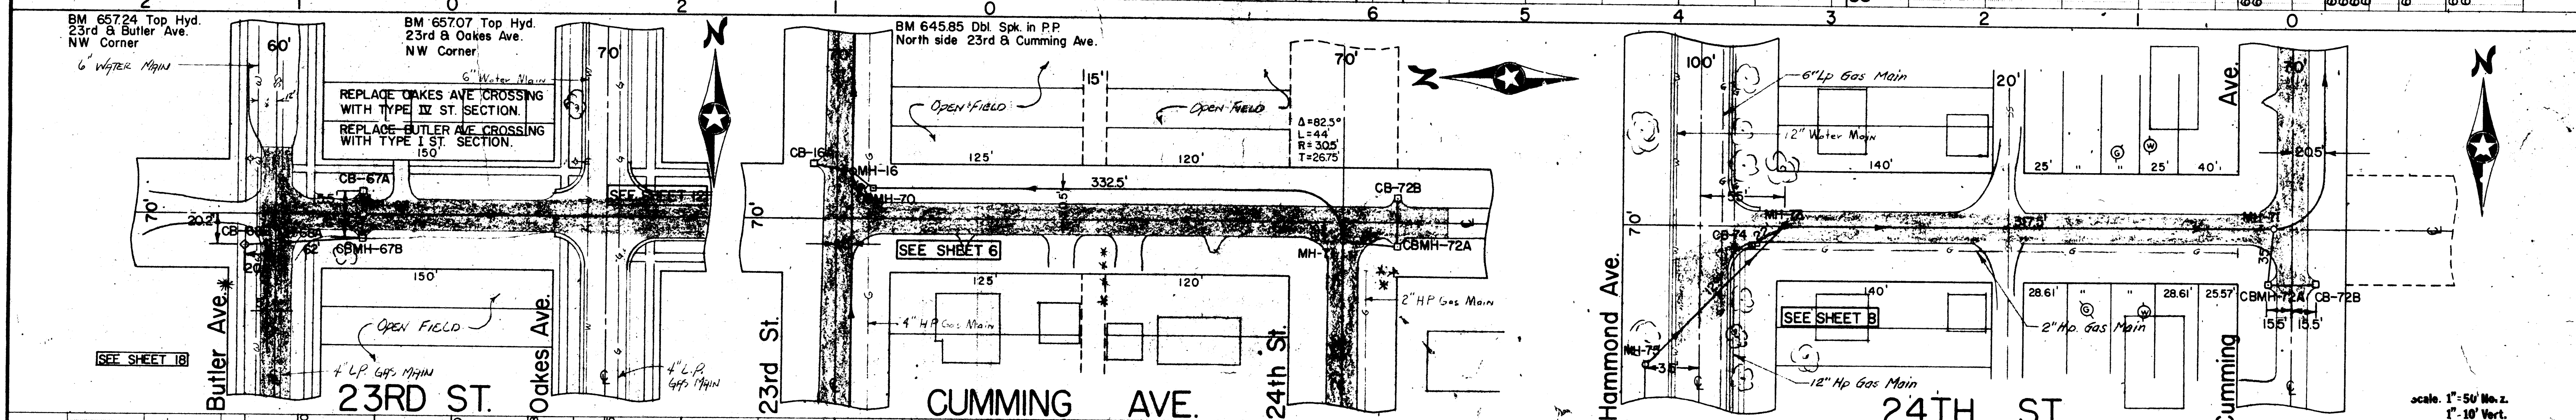 2 1 0 1 2
0
6 5 4 3 2 1 0
BM 657.24 Top Hyd.
23rd & Butler Ave.
NW Corner
6" WATER MAIN
60'
BM 657.07 Top Hyd.
23rd & Oakes Ave.
NW Corner
70'
6" Water Main
REPLACE OAKES AVE CROSSING
WITH TYPE IV ST. SECTION.
REPLACE BUTLER AVE CROSSING
WITH TYPE I ST. SECTION.
150'
N
CB-67A
SEE SHEET 12
70'
20.2'
62'
CBMH-67B
150'
OPEN FIELD
Butler Ave.
Oakes Ave.
SEE SHEET 18
4" L.P. GAS MAIN
4" L.P.
GAS MAIN
23RD ST.
BM 645.85 Dbl. Spk. in P.P.
North side 23rd & Cumming Ave.
70'
15'
70'
N
OPEN FIELD
OPEN FIELD
Δ=82.5°
L=44'
R=30.5'
T=26.75'
CB-16A
125'
120'
MH-16
MH-70
332.5'
CB-72B
70'
SEE SHEET 6
CBMH-72A
125'
120'
4" HP Gas Main
2" HP Gas Main
23rd St.
24th St.
CUMMING AVE.
100'
6" Lp Gas Main
12" Water Main
20'
Ave.
N
140'
25'
"
"
25'
40'
G
W
20.5'
70'
CB-74
317.5'
MH-71
35'
Hammond Ave.
140'
28.61'
"
"
28.61'
25.57'
G
W
CBMH-72A
CB-72B
15.5'
15.5'
SEE SHEET 8
2" Hp. Gas Main
MH-75
12" Hp Gas Main
Cumming
24TH ST.
scale. 1"=50' Horz.
1"-10' Vert.